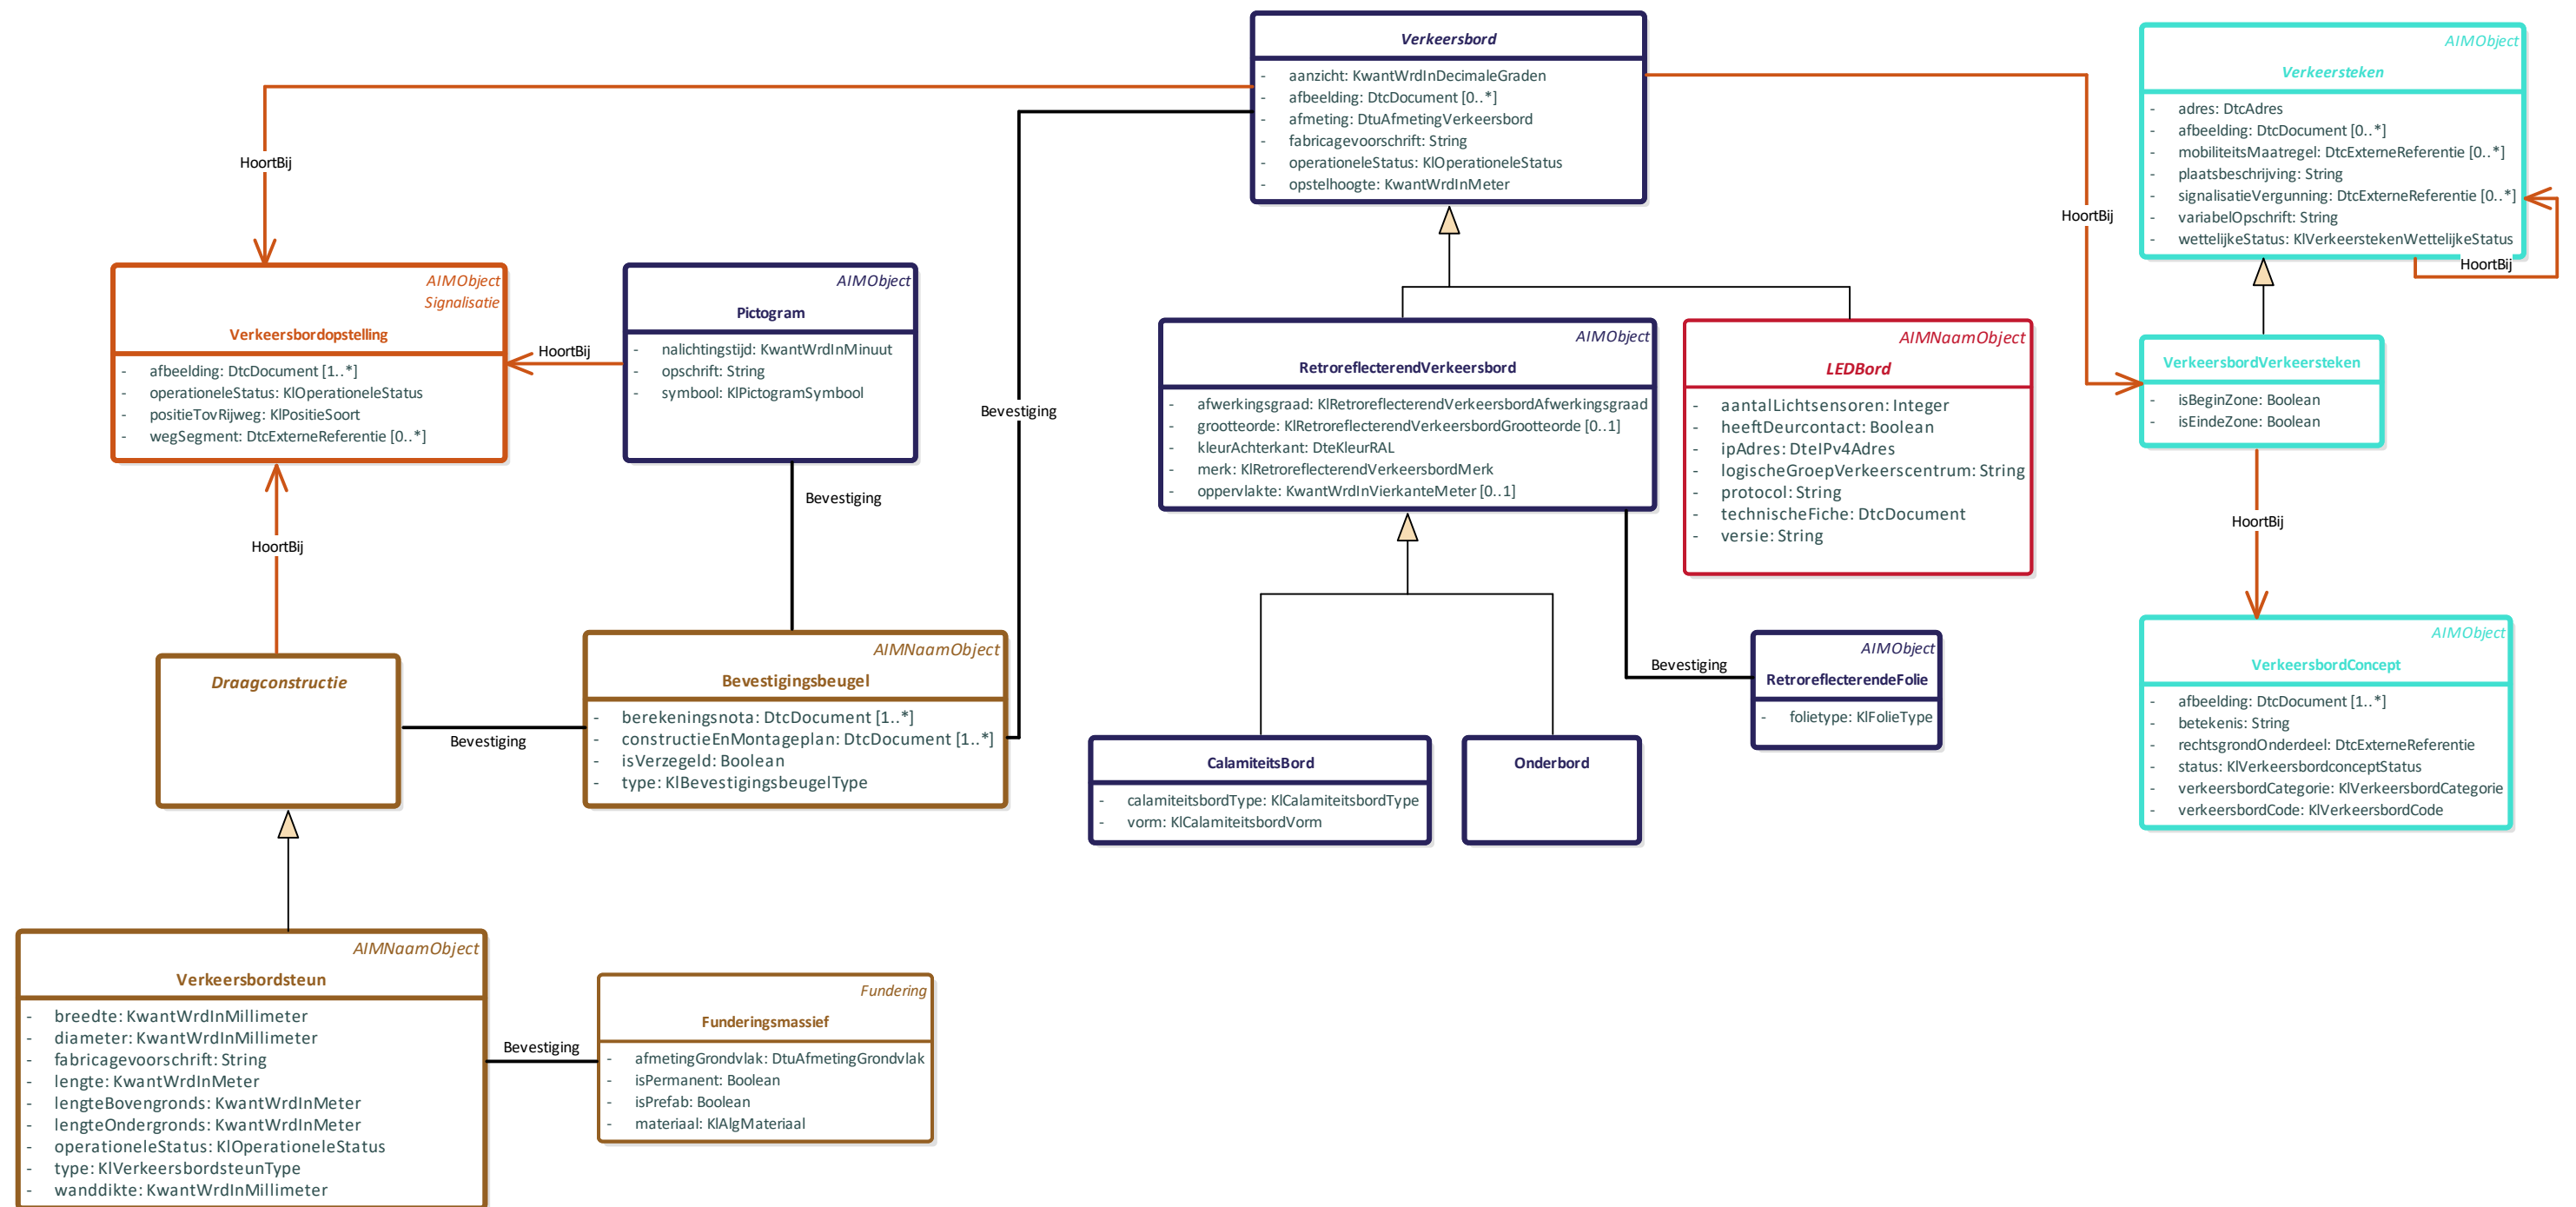 Verkeersbord
- aanzicht: KwantWrdInDecimaleGraden
- afbeelding: DtcDocument [0..*]
- afmeting: DtuAfmetingVerkeersbord
- fabricagevoorschrift: String
- operationeleStatus: KlOperationeleStatus
- opstelhoogte: KwantWrdInMeter
AIMObject
Verkeersteken
- adres: DtcAdres
- afbeelding: DtcDocument [0..*]
- mobiliteitsMaatregel: DtcExterneReferentie [0..*]
- plaatsbeschrijving: String
- signalisatieVergunning: DtcExterneReferentie [0..*]
- variabelOpschrift: String
- wettelijkeStatus: KlVerkeerstekenWettelijkeStatus
HoortBij
HoortBij
HoortBij
AIMObject
Signalisatie
Verkeersbordopstelling
- afbeelding: DtcDocument [1..*]
- operationeleStatus: KlOperationeleStatus
- positieTovRijweg: KlPositieSoort
- wegSegment: DtcExterneReferentie [0..*]
HoortBij
AIMObject
Pictogram
- nalichtingstijd: KwantWrdInMinuut
- opschrift: String
- symbool: KlPictogramSymbool
Bevestiging
Bevestiging
AIMObject
RetroreflecterendVerkeersbord
- afwerkingsgraad: KlRetroreflecterendVerkeersbordAfwerkingsgraad
- grootteorde: KlRetroreflecterendVerkeersbordGrootteorde [0..1]
- kleurAchterkant: DteKleurRAL
- merk: KlRetroreflecterendVerkeersbordMerk
- oppervlakte: KwantWrdInVierkanteMeter [0..1]
AIMNaamObject
LEDBord
- aantalLichtsensoren: Integer
- heeftDeurcontact: Boolean
- ipAdres: DteIPv4Adres
- logischeGroepVerkeerscentrum: String
- protocol: String
- technischeFiche: DtcDocument
- versie: String
VerkeersbordVerkeersteken
- isBeginZone: Boolean
- isEindeZone: Boolean
HoortBij
HoortBij
Draagconstructie
Bevestiging
AIMNaamObject
Bevestigingsbeugel
- berekeningsnota: DtcDocument [1..*]
- constructieEnMontageplan: DtcDocument [1..*]
- isVerzegeld: Boolean
- type: KlBevestigingsbeugelType
Bevestiging
AIMObject
RetroreflecterendeFolie
- folietype: KlFolieType
AIMObject
VerkeersbordConcept
- afbeelding: DtcDocument [1..*]
- betekenis: String
- rechtsgrondOnderdeel: DtcExterneReferentie
- status: KlVerkeersbordconceptStatus
- verkeersbordCategorie: KlVerkeersbordCategorie
- verkeersbordCode: KlVerkeersbordCode
CalamiteitsBord
- calamiteitsbordType: KlCalamiteitsbordType
- vorm: KlCalamiteitsbordVorm
Onderbord
AIMNaamObject
Verkeersbordsteun
- breedte: KwantWrdInMillimeter
- diameter: KwantWrdInMillimeter
- fabricagevoorschrift: String
- lengte: KwantWrdInMeter
- lengteBovengronds: KwantWrdInMeter
- lengteOndergronds: KwantWrdInMeter
- operationeleStatus: KlOperationeleStatus
- type: KlVerkeersbordsteunType
- wanddikte: KwantWrdInMillimeter
Bevestiging
Fundering
Funderingsmassief
- afmetingGrondvlak: DtuAfmetingGrondvlak
- isPermanent: Boolean
- isPrefab: Boolean
- materiaal: KlAlgMateriaal